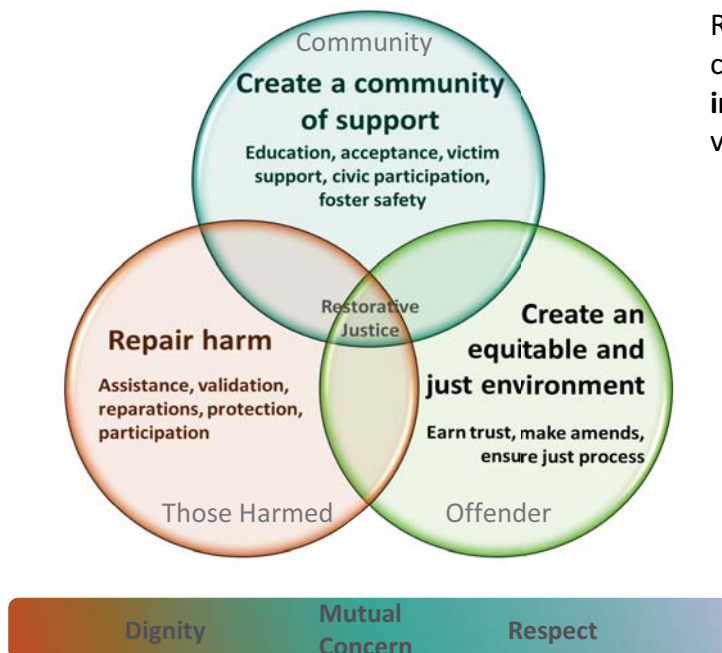 Community
Create a community
of support
Education, acceptance, victim
support, civic participation,
foster safety
Restorative
Justice
Repair harm
Assistance, validation,
reparations, protection,
participation
Those Harmed
Create an
equitable and
just environment
Earn trust, make amends,
ensure just process
Offender
Dignity
Mutual
Concern
Respect